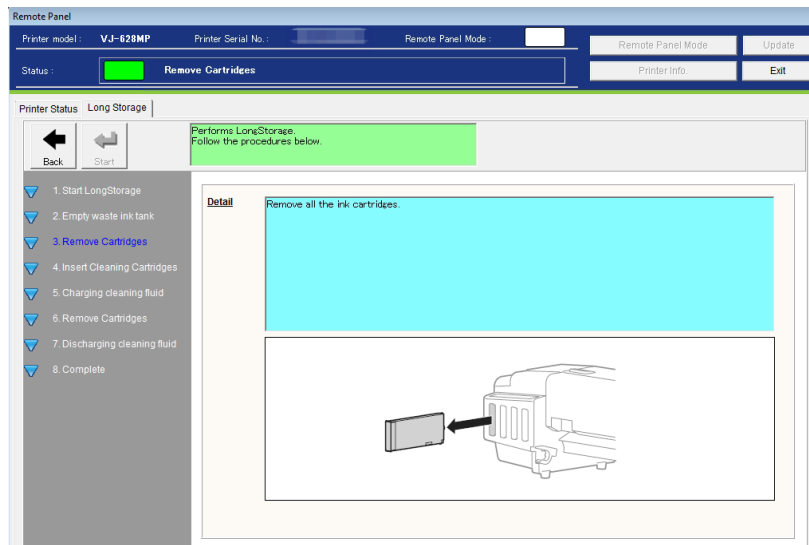 Remote Panel
Printer model : VJ-628MP Printer Serial No. : Remote Panel Mode :
Remote Panel Mode Update
Status : Remove Cartridges
Printer Info. Exit
Printer Status Long Storage
Back Start
Performs LongStorage.
Follow the procedures below.
1. Start LongStorage
2. Empty waste ink tank
3. Remove Cartridges
4. Insert Cleaning Cartridges
5. Charging cleaning fluid
6. Remove Cartridges
7. Discharging cleaning fluid
8. Complete
Detail
Remove all the ink cartridges.